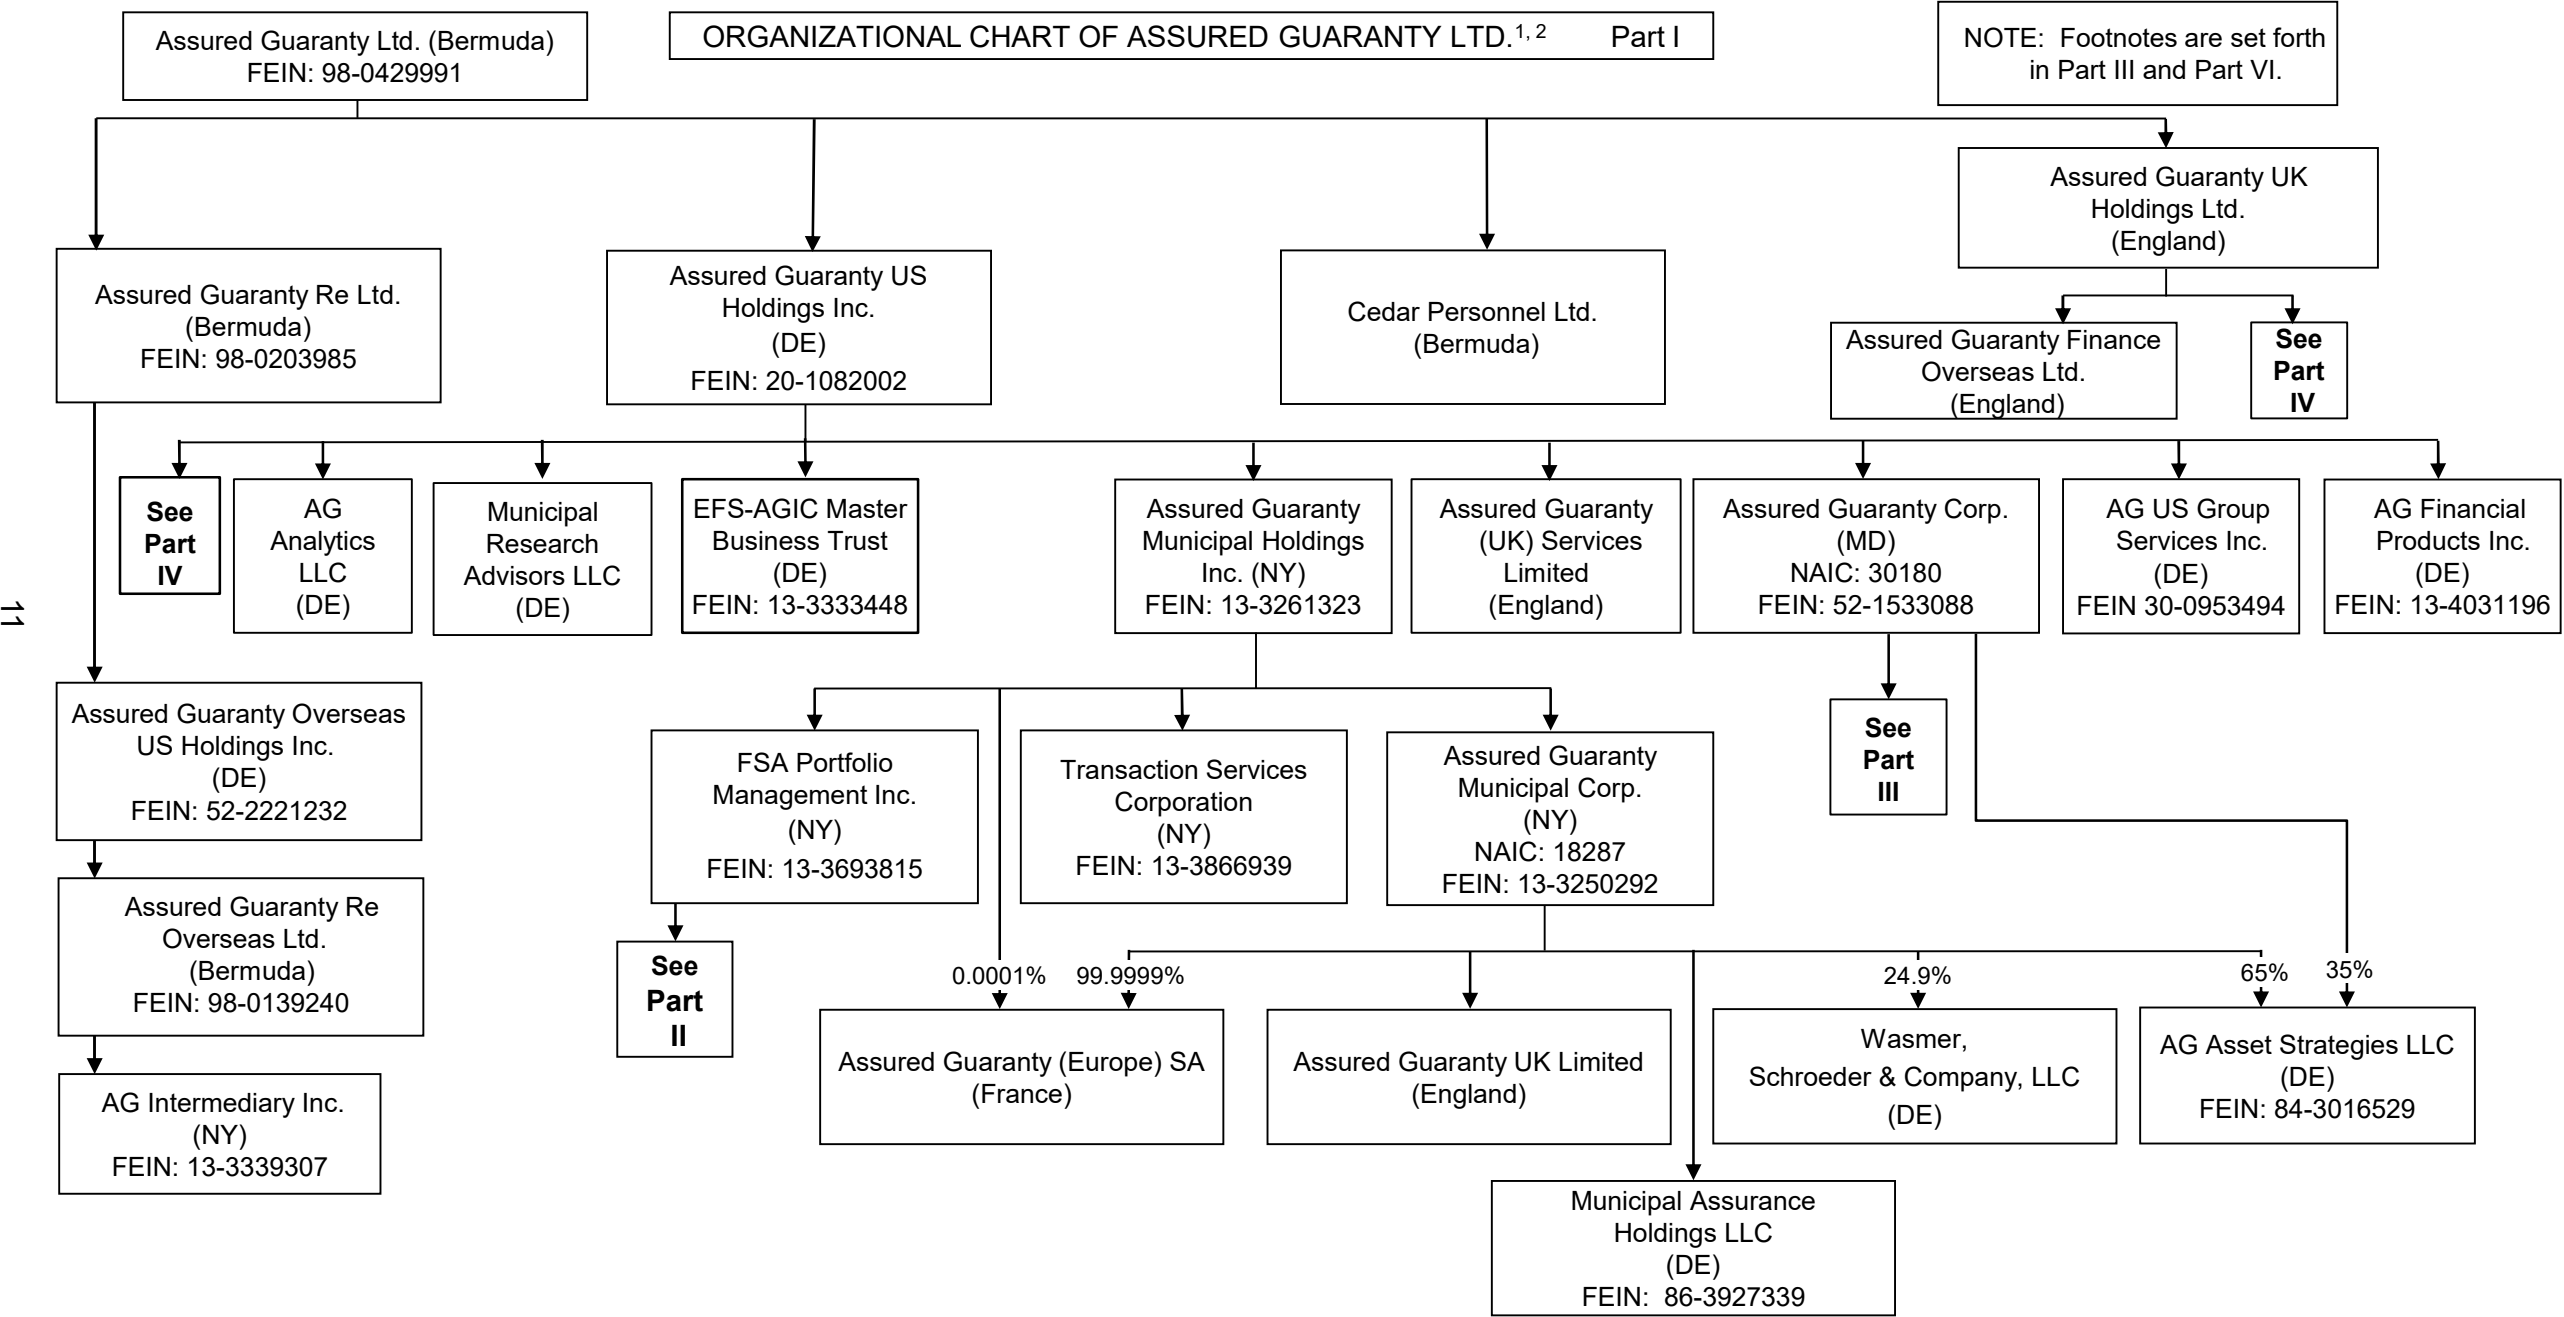 Assured Guaranty Ltd. (Bermuda)
FEIN: 98-0429991
ORGANIZATIONAL CHART OF ASSURED GUARANTY LTD.1, 2 Part I
NOTE: Footnotes are set forth
in Part III and Part VI.
Assured Guaranty UK
Holdings Ltd.
(England)
Assured Guaranty Re Ltd.
(Bermuda)
FEIN: 98-0203985
Assured Guaranty US
Holdings Inc.
(DE)
FEIN: 20-1082002
Cedar Personnel Ltd.
(Bermuda)
Assured Guaranty Finance
Overseas Ltd.
(England)
See
Part
IV
See
Part
IV
AG
Analytics
LLC
(DE)
Municipal
Research
Advisors LLC
(DE)
EFS-AGIC Master
Business Trust
(DE)
FEIN: 13-3333448
Assured Guaranty
Municipal Holdings
Inc. (NY)
FEIN: 13-3261323
Assured Guaranty
(UK) Services
Limited
(England)
Assured Guaranty Corp.
(MD)
NAIC: 30180
FEIN: 52-1533088
AG US Group
Services Inc.
(DE)
FEIN 30-0953494
AG Financial
Products Inc.
(DE)
FEIN: 13-4031196
11
Assured Guaranty Overseas
US Holdings Inc.
(DE)
FEIN: 52-2221232
FSA Portfolio
Management Inc.
(NY)
FEIN: 13-3693815
Transaction Services
Corporation
(NY)
FEIN: 13-3866939
Assured Guaranty
Municipal Corp.
(NY)
NAIC: 18287
FEIN: 13-3250292
See
Part
III
Assured Guaranty Re
Overseas Ltd.
(Bermuda)
FEIN: 98-0139240
See
Part
II
0.0001%
99.9999%
24.9%
65%
35%
Assured Guaranty (Europe) SA
(France)
Assured Guaranty UK Limited
(England)
Wasmer,
Schroeder & Company, LLC
(DE)
AG Asset Strategies LLC
(DE)
FEIN: 84-3016529
AG Intermediary Inc.
(NY)
FEIN: 13-3339307
Municipal Assurance
Holdings LLC
(DE)
FEIN: 86-3927339